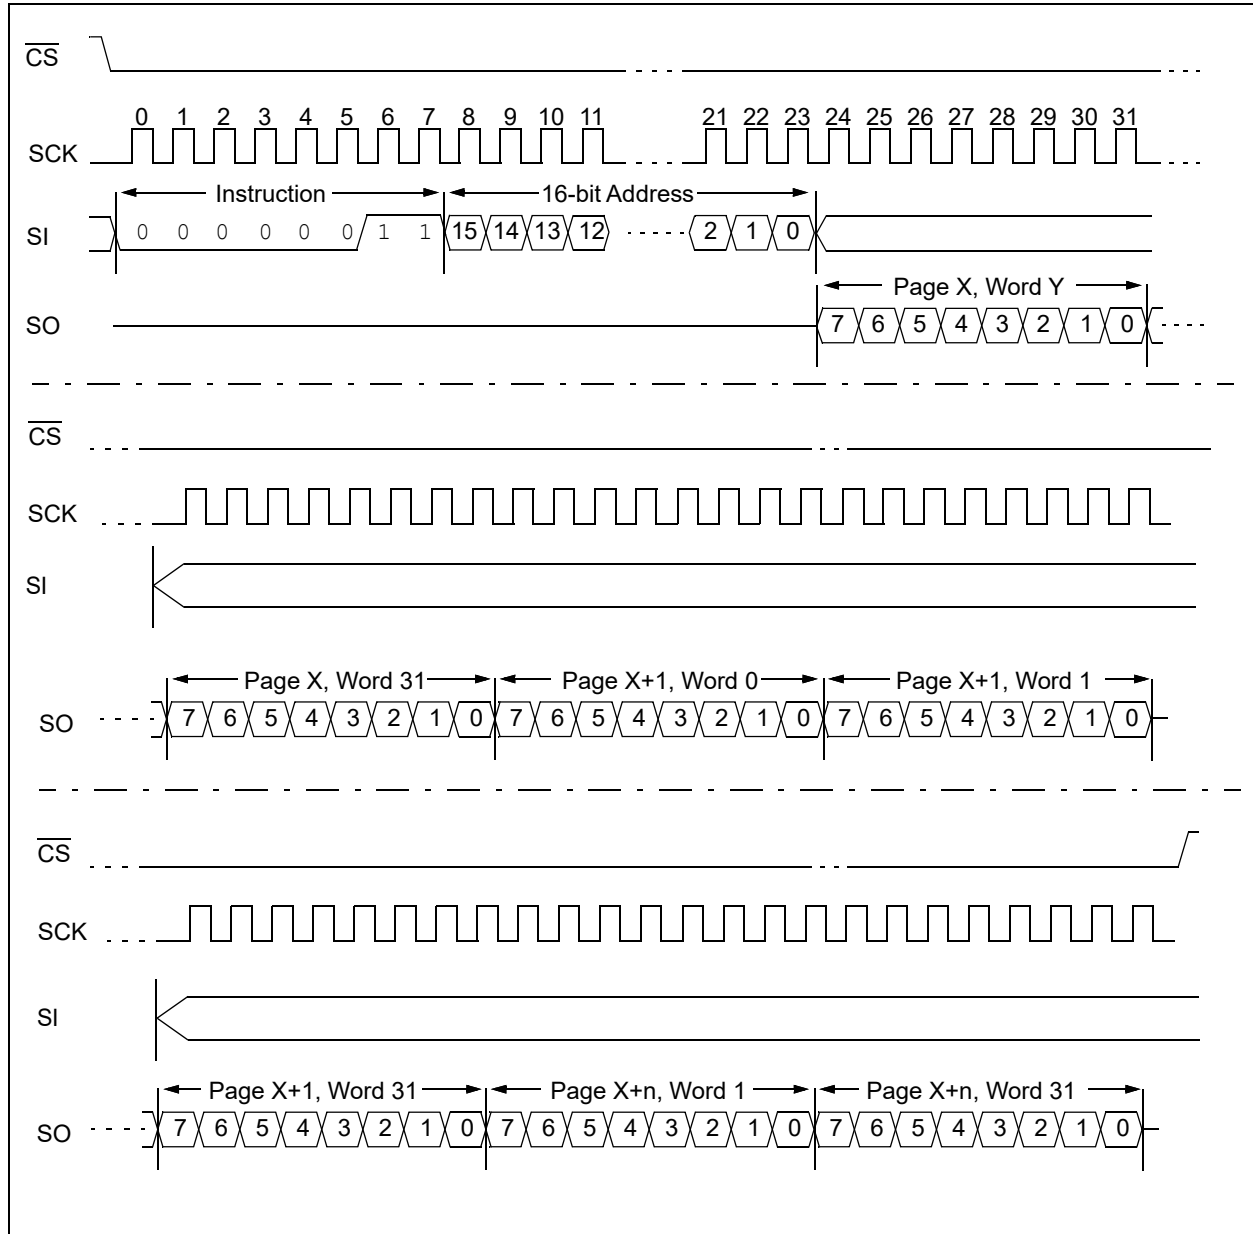 CS
0 1 2 3 4 5 6 7 8 9 10 11 21 22 23 24 25 26 27 28 29 30 31
SCK
Instruction 16-bit Address
SI 0 0 0 0 0 0 1 1 15 14 13 12 2 1 0
Page X, Word Y
SO 7 6 5 4 3 2 1 0
CS
SCK
SI
Page X, Word 31 Page X+1, Word 0 Page X+1, Word 1
SO 7 6 5 4 3 2 1 0 7 6 5 4 3 2 1 0 7 6 5 4 3 2 1 0
CS
SCK
SI
Page X+1, Word 31 Page X+n, Word 1 Page X+n, Word 31
SO 7 6 5 4 3 2 1 0 7 6 5 4 3 2 1 0 7 6 5 4 3 2 1 0